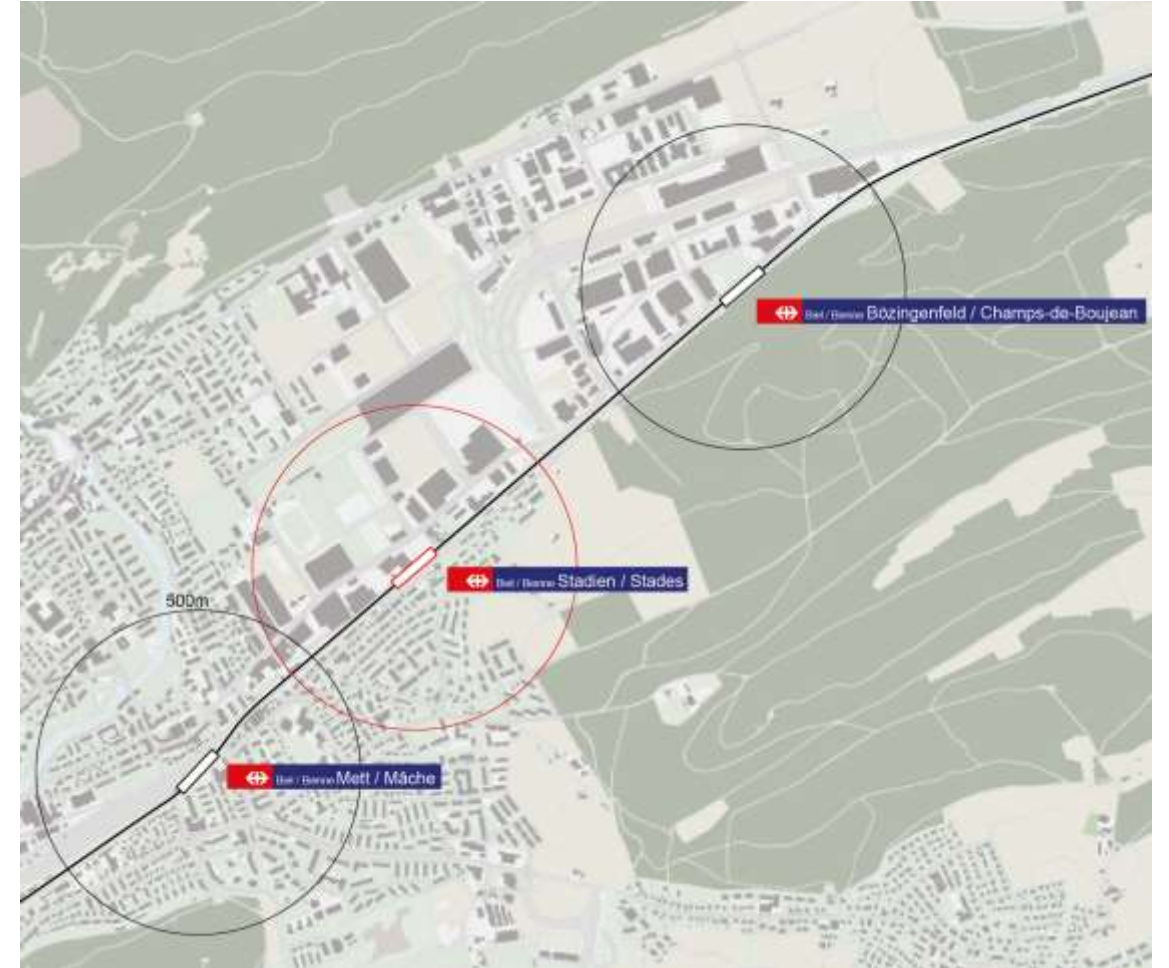 Biel / Bienne Bözingenfeld / Champs-de-Boujean
Biel / Bienne Stadien / Stades
500m
Biel / Bienne Mett / Mâche